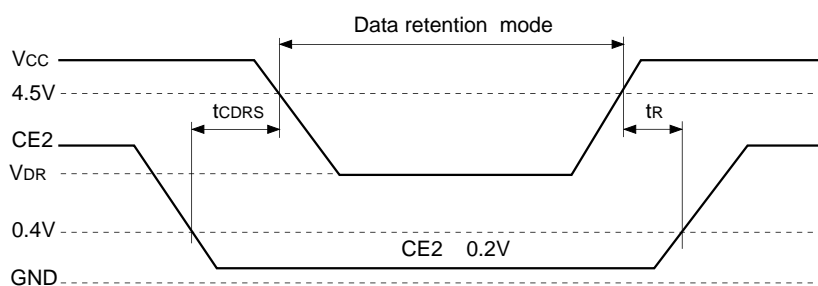 Data retention mode
VCC
4.5V
tCDRS
tR
CE2
VDR
0.4V
CE2 0.2V
GND